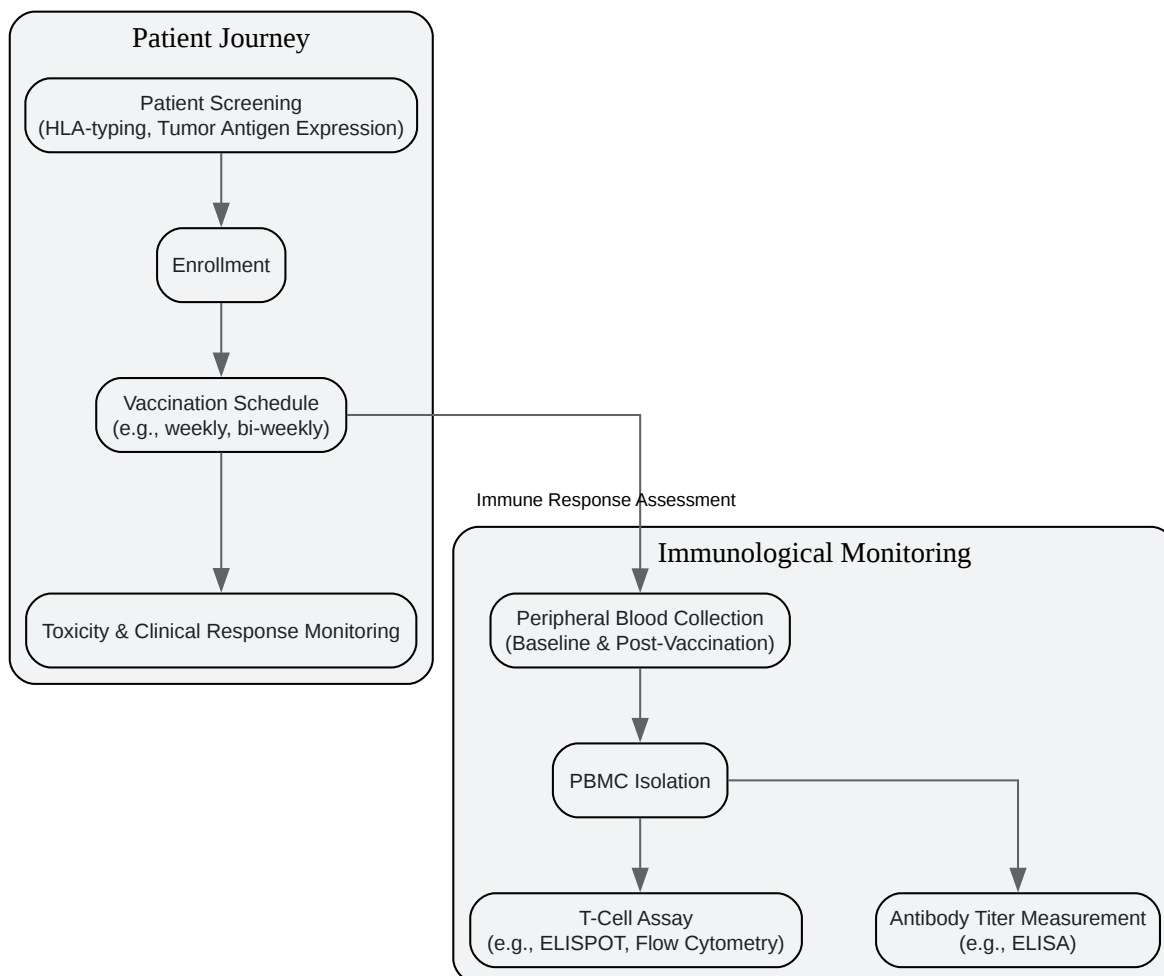 Patient Journey
Patient Screening
(HLA-typing, Tumor Antigen Expression)
Enrollment
Vaccination Schedule
(e.g., weekly, bi-weekly)
Toxicity & Clinical Response Monitoring
Immune Response Assessment
Immunological Monitoring
Peripheral Blood Collection
(Baseline & Post-Vaccination)
PBMC Isolation
T-Cell Assay
(e.g., ELISPOT, Flow Cytometry)
Antibody Titer Measurement
(e.g., ELISA)